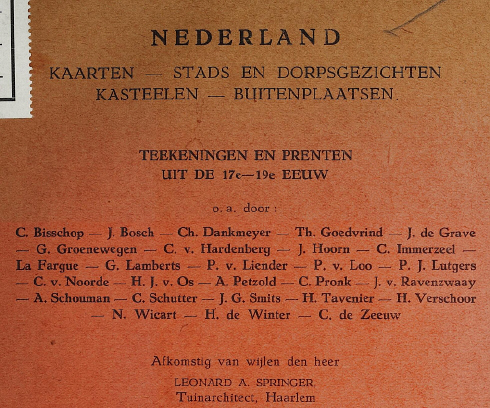 NEDERLAND
KAARTEN — STADS EN DORPSGEZICHTEN
KASTEELEN — BUITENPLAATSEN
TEEKENINGEN EN PRENTEN
UIT DE 17e—19e EEUW
o. a. door :
C. Bisschop — J. Bosch — Ch. Dankmeyer — Th. Goedvrind — J. de Grave
— G. Groenewegen — C. v. Hardenberg — J. Hoorn — C. Immerzeel —
La Fargue — G. Lamberts — P. v. Liender — P. v. Loo — P. J. Lutgers
— C. v. Noorde — H. J. v. Os — A. Petzold — C. Pronk — J. v. Ravenzwaay
— A. Schouman — C. Schutter — J. G. Smits — H. Tavenier — H. Verschoor
— N. Wicart — H. de Winter — C. de Zeeuw
Afkomstig van wijlen den heer
LEONARD A. SPRINGER
Tuinarchitect, Haarlem